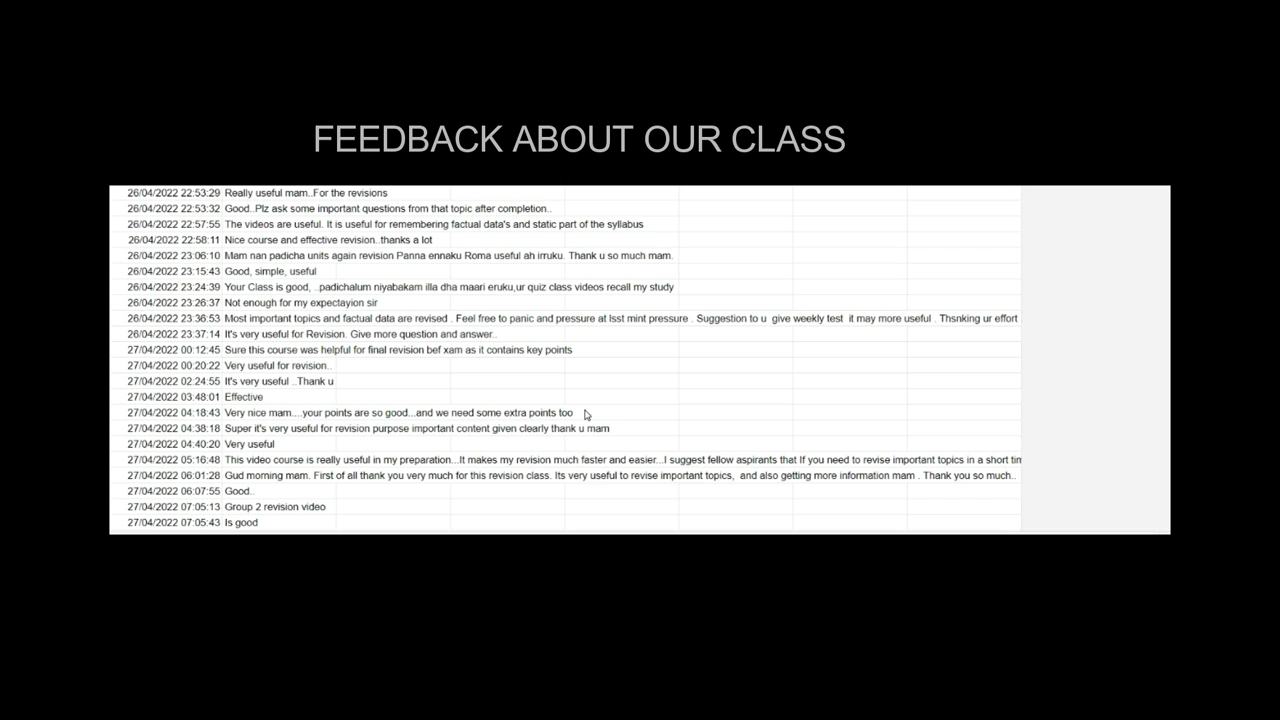 FEEDBACK ABOUT OUR CLASS
26/04/2022 22:53:29 Really useful mam..For the revisions
26/04/2022 22:53:32 Good..Plz ask some important questions from that topic after completion..
26/04/2022 22:57:55 The videos are useful. It is useful for remembering factual data's and static part of the syllabus
26/04/2022 22:58:11 Nice course and effective revision..thanks a lot
26/04/2022 23:06:10 Mam nan padicha units again revision Panna ennaku Roma useful ah irruku. Thank u so much mam.
26/04/2022 23:15:43 Good, simple, useful
26/04/2022 23:24:39 Your Class is good, ..padichalum niyabakam illa dha maari eruku,ur quiz class videos recall my study
26/04/2022 23:26:37 Not enough for my expectayion sir
26/04/2022 23:36:53 Most important topics and factual data are revised . Feel free to panic and pressure at lsst mint pressure . Suggestion to u give weekly test it may more useful . Thsnking ur effort
26/04/2022 23:37:14 It's very useful for Revision. Give more question and answer..
27/04/2022 00:12:45 Sure this course was helpful for final revision bef xam as it contains key points
27/04/2022 00:20:22 Very useful for revision..
27/04/2022 02:24:55 It's very useful ..Thank u
27/04/2022 03:48:01 Effective
27/04/2022 04:18:43 Very nice mam....your points are so good...and we need some extra points too
27/04/2022 04:38:18 Super it's very useful for revision purpose important content given clearly thank u mam
27/04/2022 04:40:20 Very useful
27/04/2022 05:16:48 This video course is really useful in my preparation...It makes my revision much faster and easier...I suggest fellow aspirants that If you need to revise important topics in a short tim
27/04/2022 06:01:28 Gud morning mam. First of all thank you very much for this revision class. Its very useful to revise important topics, and also getting more information mam . Thank you so much..
27/04/2022 06:07:55 Good..
27/04/2022 07:05:13 Group 2 revision video
27/04/2022 07:05:43 Is good